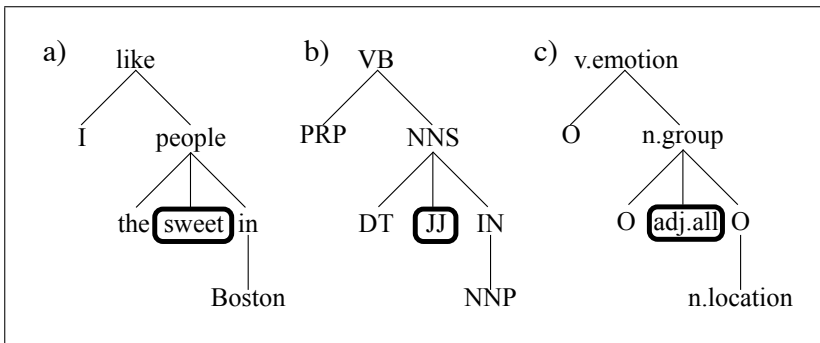 a) like b) VB c) v.emotion
I people PRP NNS O n.group
the sweet in DT JJ IN O adj.all O
Boston NNP n.location